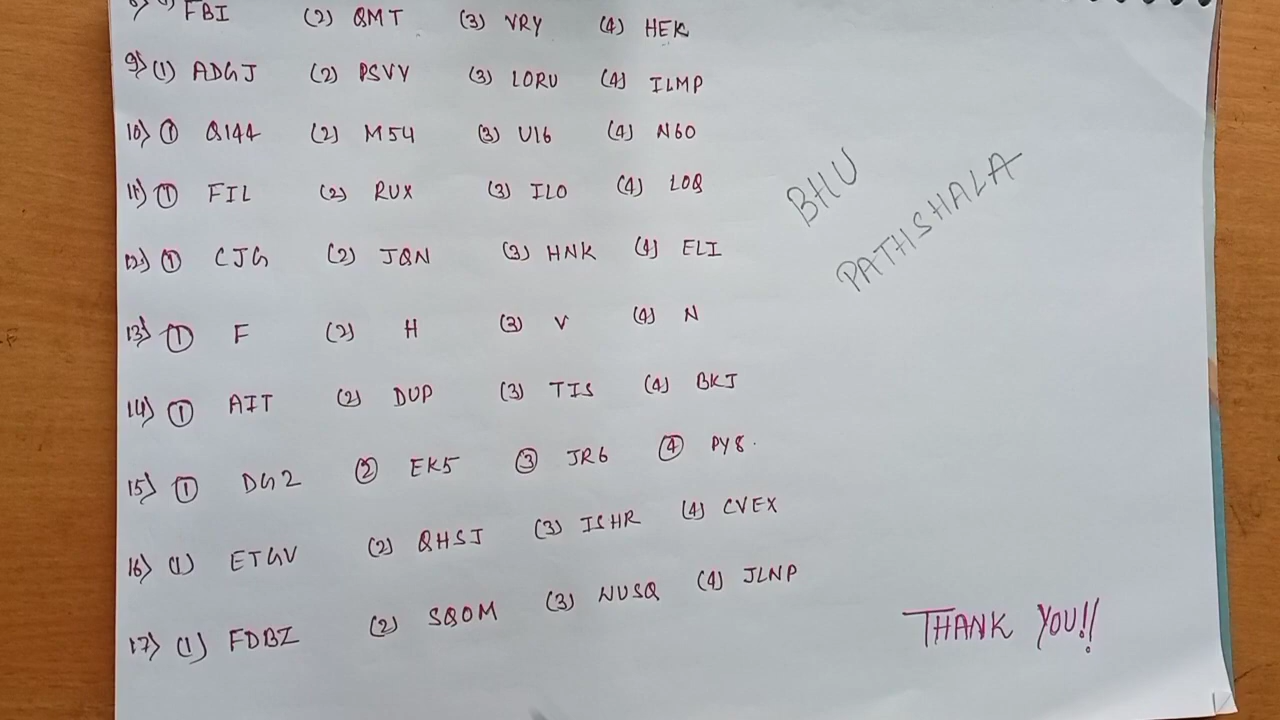 FBI (2) QMT (3) VRY (4) HEK
9) (1) ADGJ (2) PSVY (3) LORU (4) ILMP
10) (1) Q144 (2) M54 (3) U16 (4) N60
11) (1) FIL (2) RUX (3) ILO (4) LOQ
12) (1) CJG (2) JQN (3) HNK (4) ELI
13) (1) F (2) H (3) V (4) N
14) (1) AIT (2) DUP (3) TIS (4) BKJ
15) (1) DG2 (2) EK5 (3) JR6 (4) PY8.
16) (1) ETGV (2) QHSJ (3) ISHR (4) CVEX
17) (1) FDBZ (2) SQOM (3) WUSQ (4) JLNP
BHU
PATHSHALA
THANK YOU!!